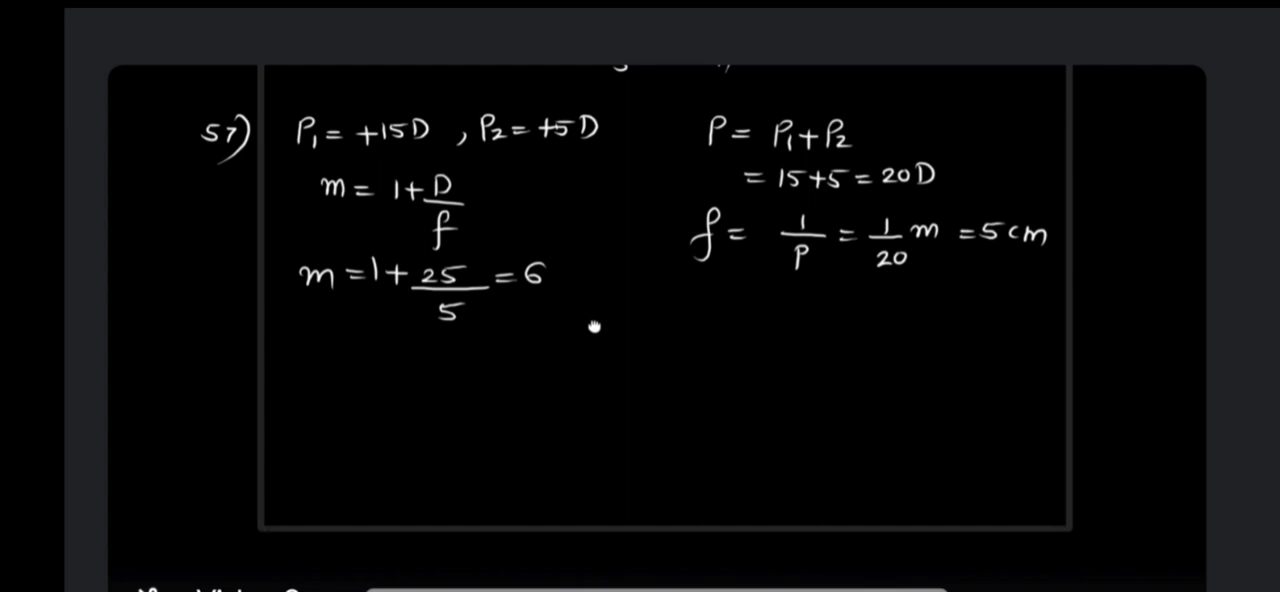 57) P₁ = +15D , P₂ = +5D
m = 1 + D/f
m = 1 + 25/5 = 6
P = P₁ + P₂
= 15 + 5 = 20D
f = 1/P = 1/20 m = 5 cm